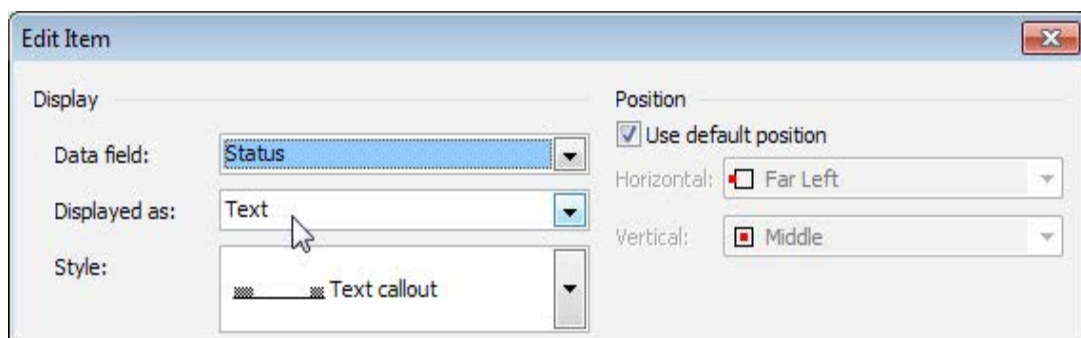 Edit Item
Display
Data field:
Status
Displayed as:
Text
Style:
Text callout
Position
Use default position
Horizontal:
Far Left
Vertical:
Middle